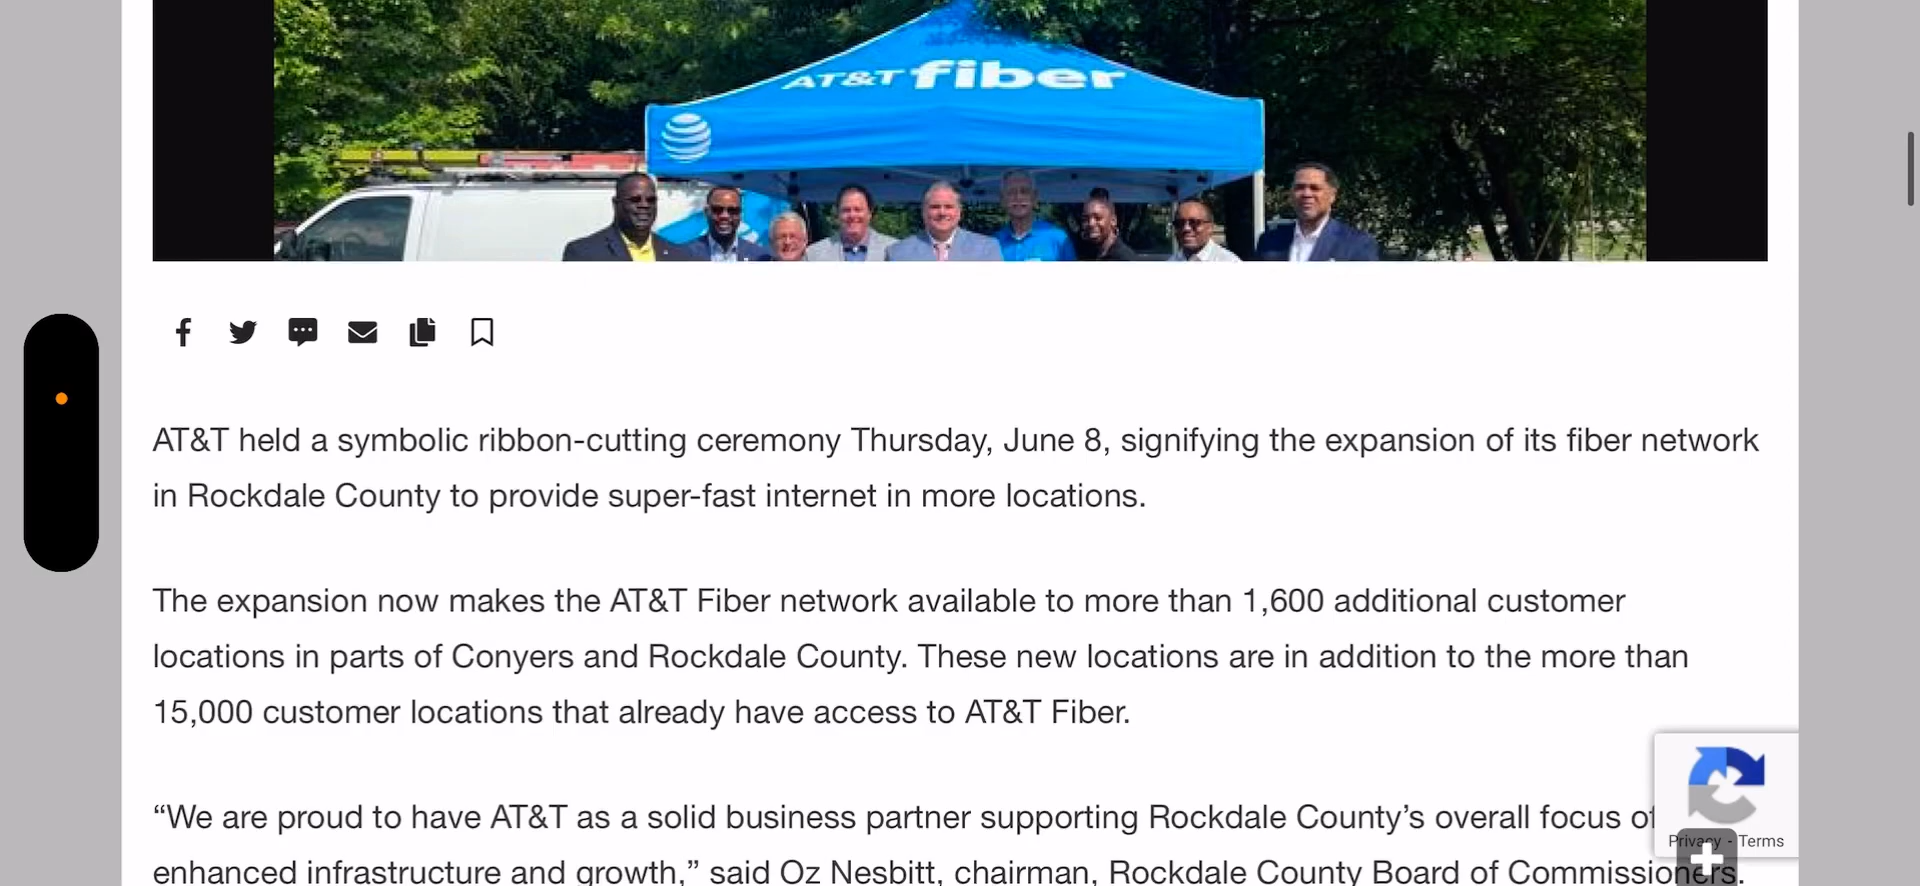 AT&T fiber
AT&T held a symbolic ribbon-cutting ceremony Thursday, June 8, signifying the expansion of its fiber network
in Rockdale County to provide super-fast internet in more locations.
The expansion now makes the AT&T Fiber network available to more than 1,600 additional customer
locations in parts of Conyers and Rockdale County. These new locations are in addition to the more than
15,000 customer locations that already have access to AT&T Fiber.
“We are proud to have AT&T as a solid business partner supporting Rockdale County’s overall focus of
enhanced infrastructure and growth,” said Oz Nesbitt, chairman, Rockdale County Board of Commissioners.
Privacy - Terms